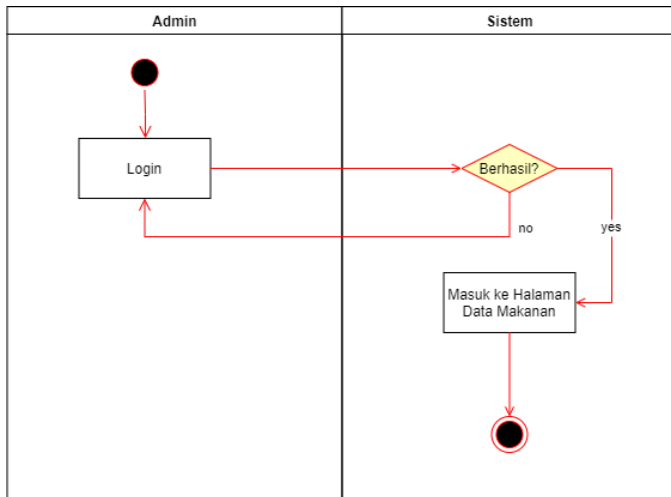 Admin
Sistem
Login
Berhasil?
no
yes
Masuk ke Halaman
Data Makanan